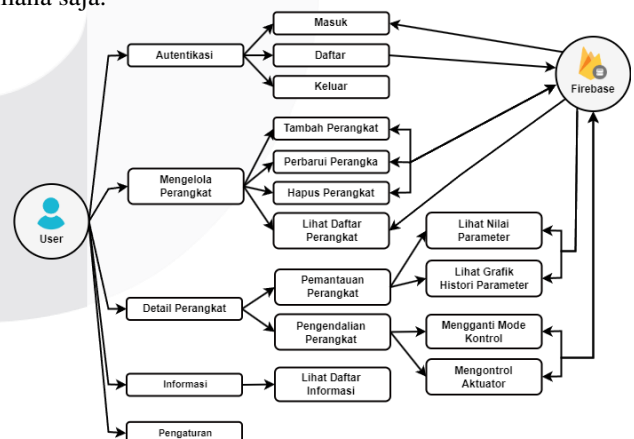 mana saja.
Masuk
Autentikasi
Daftar
Keluar
Firebase
Tambah Perangkat
Perbarui Perangka
Mengelola
Perangkat
Hapus Perangkat
Lihat Daftar
Perangkat
User
Lihat Nilai
Parameter
Pemantauan
Perangkat
Lihat Grafik
Histori Parameter
Detail Perangkat
Pengendalian
Perangkat
Mengganti Mode
Kontrol
Mengontrol
Aktuator
Informasi
Lihat Daftar
Informasi
Pengaturan